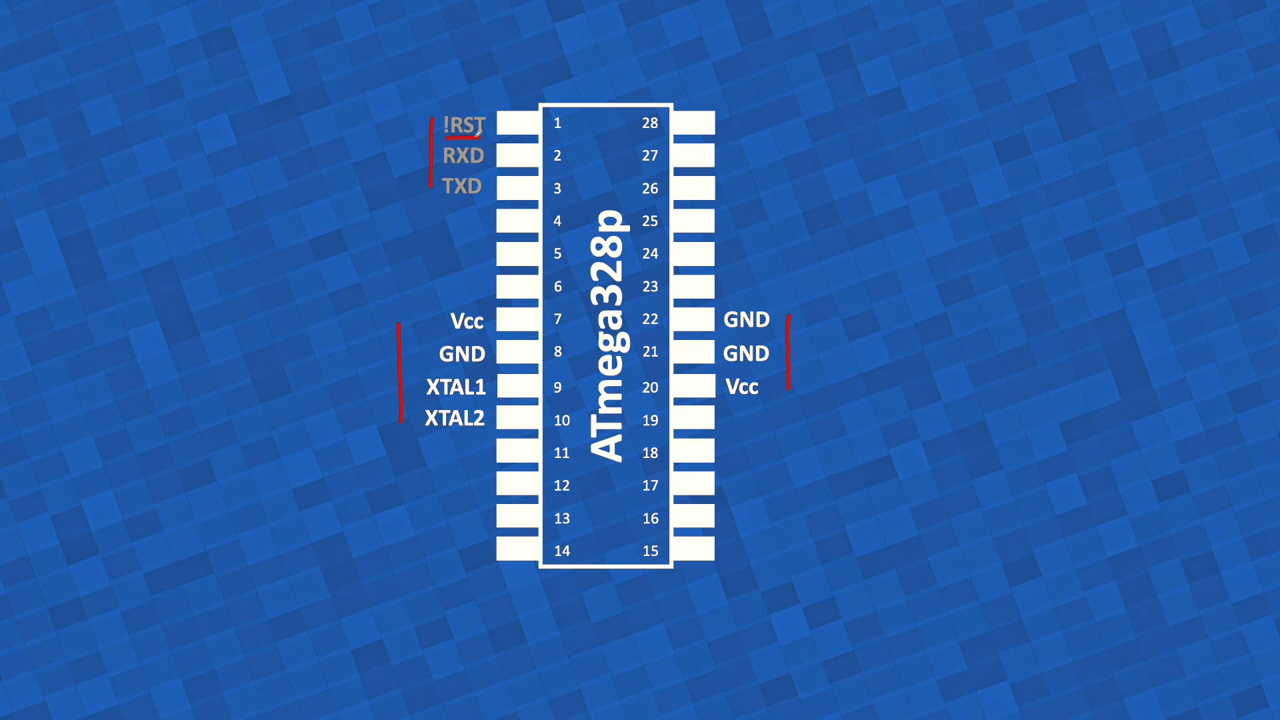 !RST 1 28
RXD 2 27
TXD 3 26
4 25
5 24
6 23
Vcc 7 22 GND
GND 8 21 GND
XTAL1 9 20 Vcc
XTAL2 10 19
11 18
12 17
13 16
14 15
ATmega328p